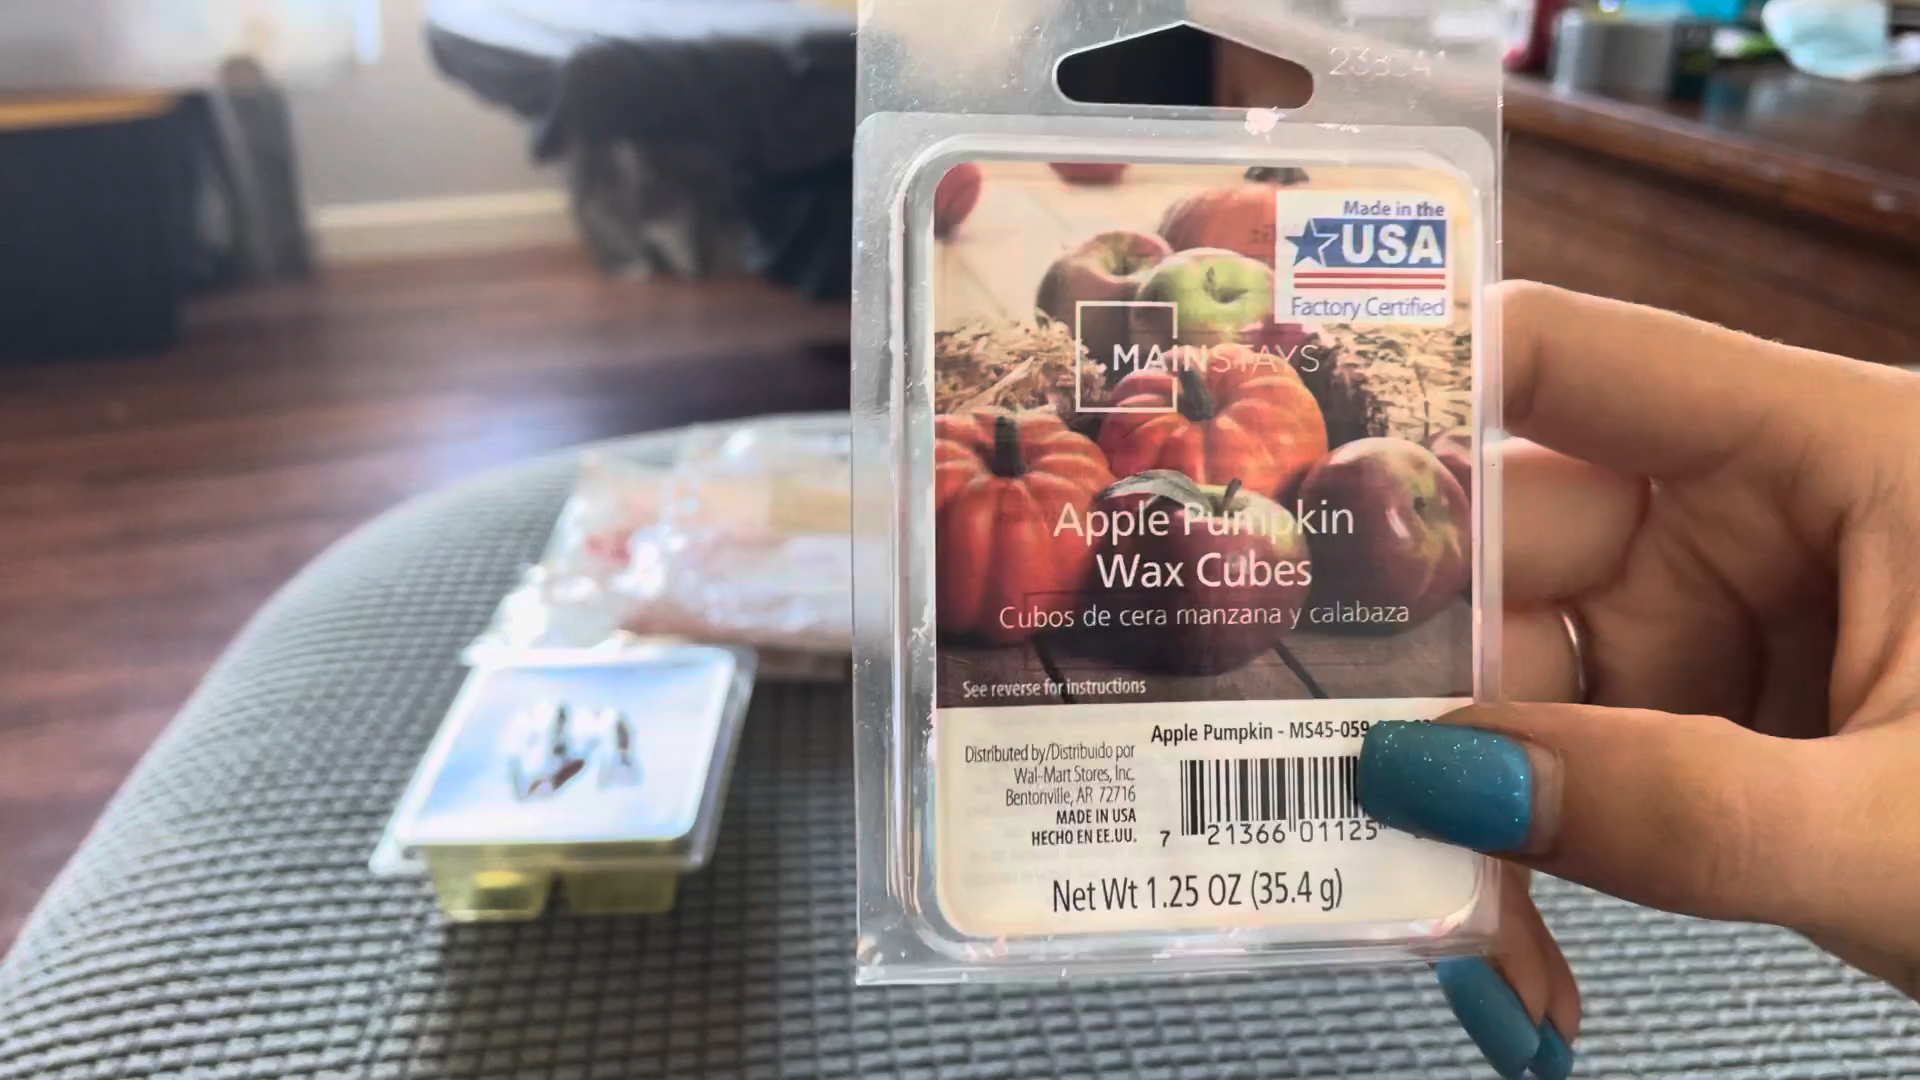 Made in the
USA
Factory Certified
MAINSTAYS
Apple Pumpkin
Wax Cubes
Cubos de cera manzana y calabaza
See reverse for instructions
Apple Pumpkin - MS45-059
Distributed by/Distribuido por
Wal-Mart Stores, Inc.
Bentonville, AR 72716
MADE IN USA
HECHO EN EE.UU.
7 21366 01125
Net Wt 1.25 OZ (35.4 g)